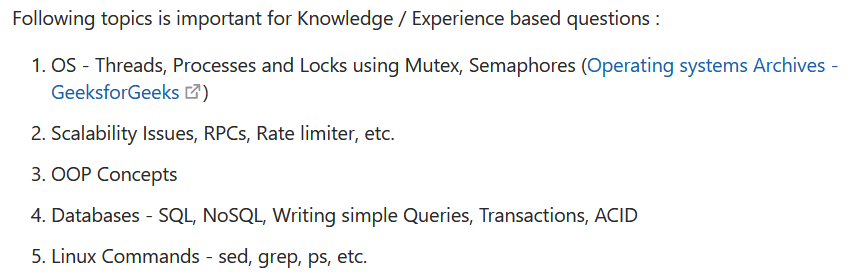 Following topics is important for Knowledge / Experience based questions :
1. OS - Threads, Processes and Locks using Mutex, Semaphores (Operating systems Archives -
GeeksforGeeks)
2. Scalability Issues, RPCs, Rate limiter, etc.
3. OOP Concepts
4. Databases - SQL, NoSQL, Writing simple Queries, Transactions, ACID
5. Linux Commands - sed, grep, ps, etc.